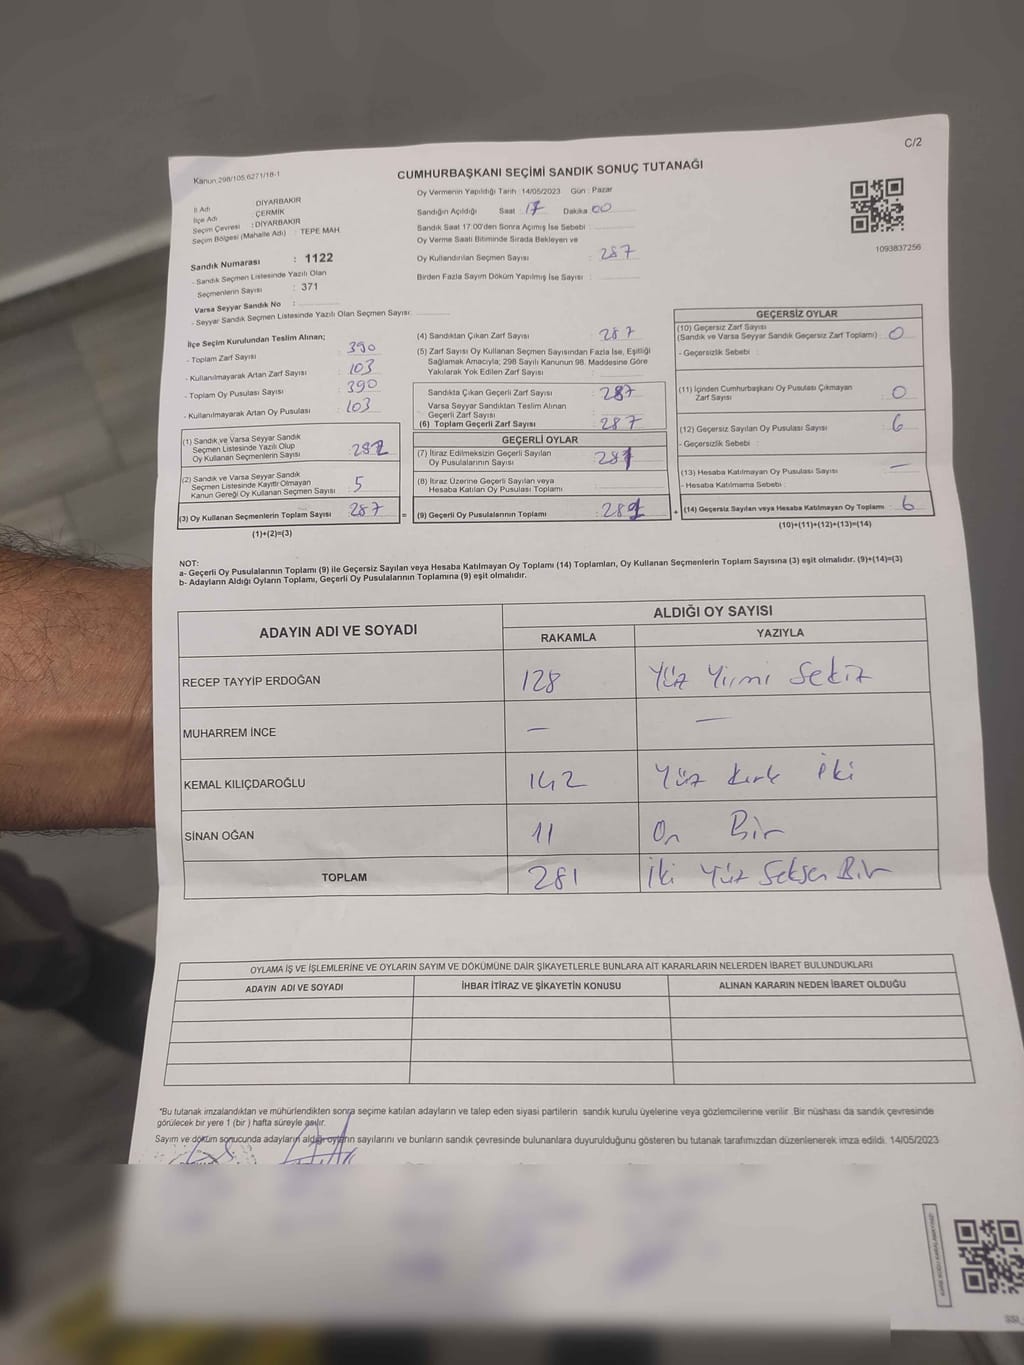 C/2
Kanun:298/105,6271/18-1
CUMHURBAŞKANI SEÇİMİ SANDIK SONUÇ TUTANAĞI
İl Adı : DİYARBAKIR
İlçe Adı : ÇERMİK
Seçim Çevresi : DİYARBAKIR
Seçim Bölgesi (Mahalle Adı) : TEPE MAH.
Sandık Numarası : 1122
- Sandık Seçmen Listesinde Yazılı Olan
Seçmenlerin Sayısı : 371
Varsa Seyyar Sandık No :
- Seyyar Sandık Seçmen Listesinde Yazılı Olan Seçmen Sayısı:
Oy Vermenin Yapıldığı Tarih : 14/05/2023 Gün : Pazar
Sandığın Açıldığı Saat : 17 Dakika 00
Sandık Saat 17:00'den Sonra Açılmış İse Sebebi :
Oy Verme Saati Bitiminde Sırada Bekleyen ve
Oy Kullandırılan Seçmen Sayısı : 287
Birden Fazla Sayım Döküm Yapılmış İse Sayısı :
1093837256
İlçe Seçim Kurulundan Teslim Alınan;
- Toplam Zarf Sayısı : 390
- Kullanılmayarak Artan Zarf Sayısı : 103
- Toplam Oy Pusulası Sayısı : 390
- Kullanılmayarak Artan Oy Pusulası : 103
(1) Sandık ve Varsa Seyyar Sandık
Seçmen Listesinde Yazılı Olup
Oy Kullanan Seçmenlerin Sayısı : 282
(2) Sandık ve Varsa Seyyar Sandık
Seçmen Listesinde Kayıtlı Olmayan
Kanun Gereği Oy Kullanan Seçmen Sayısı : 5
(3) Oy Kullanan Seçmenlerin Toplam Sayısı : 287
(1)+(2)=(3)
(4) Sandıktan Çıkan Zarf Sayısı : 287
(5) Zarf Sayısı Oy Kullanan Seçmen Sayısından Fazla İse, Eşitliği
Sağlamak Amacıyla; 298 Sayılı Kanunun 98. Maddesine Göre
Yakılarak Yok Edilen Zarf Sayısı :
Sandıkta Çıkan Geçerli Zarf Sayısı : 287
Varsa Seyyar Sandıktan Teslim Alınan
Geçerli Zarf Sayısı :
(6) Toplam Geçerli Zarf Sayısı : 287
GEÇERLİ OYLAR
(7) İtiraz Edilmeksizin Geçerli Sayılan
Oy Pusulalarının Sayısı : 281
(8) İtiraz Üzerine Geçerli Sayılan veya
Hesaba Katılan Oy Pusulası Toplamı :
= (9) Geçerli Oy Pusulalarının Toplamı : 281
GEÇERSİZ OYLAR
(10) Geçersiz Zarf Sayısı
(Sandık ve Varsa Seyyar Sandık Geçersiz Zarf Toplamı) : 0
- Geçersizlik Sebebi :
(11) İçinden Cumhurbaşkanı Oy Pusulası Çıkmayan
Zarf Sayısı : 0
(12) Geçersiz Sayılan Oy Pusulası Sayısı : 6
- Geçersizlik Sebebi :
(13) Hesaba Katılmayan Oy Pusulası Sayısı : —
- Hesaba Katılmama Sebebi :
+ (14) Geçersiz Sayılan veya Hesaba Katılmayan Oy Toplamı : 6
(10)+(11)+(12)+(13)=(14)
NOT:
a- Geçerli Oy Pusulalarının Toplamı (9) ile Geçersiz Sayılan veya Hesaba Katılmayan Oy Toplamı (14) Toplamları, Oy Kullanan Seçmenlerin Toplam Sayısına (3) eşit olmalıdır. (9)+(14)=(3)
b- Adayların Aldığı Oyların Toplamı, Geçerli Oy Pusulalarının Toplamına (9) eşit olmalıdır.
ADAYIN ADI VE SOYADI
ALDIĞI OY SAYISI
RAKAMLA YAZIYLA
RECEP TAYYİP ERDOĞAN 128 Yüz Yirmi Sekiz
MUHARREM İNCE — —
KEMAL KILIÇDAROĞLU 142 Yüz Kırk İki
SİNAN OĞAN 11 On Bir
TOPLAM 281 İki Yüz Seksen Bir
OYLAMA İŞ VE İŞLEMLERİNE VE OYLARIN SAYIM VE DÖKÜMÜNE DAİR ŞİKAYETLERLE BUNLARA AİT KARARLARIN NELERDEN İBARET BULUNDUKLARI
ADAYIN ADI VE SOYADI İHBAR İTİRAZ VE ŞİKAYETİN KONUSU ALINAN KARARIN NEDEN İBARET OLDUĞU
*Bu tutanak imzalandıktan ve mühürlendikten sonra seçime katılan adayların ve talep eden siyasi partilerin sandık kurulu üyelerine veya gözlemcilerine verilir .Bir nüshası da sandık çevresinde
görülecek bir yere 1 (bir ) hafta süreyle asılır.
Sayım ve döküm sonucunda adayların aldığı oyların sayılarını ve bunların sandık çevresinde bulunanlara duyurulduğunu gösteren bu tutanak tarafımızdan düzenlenerek imza edildi. 14/05/2023